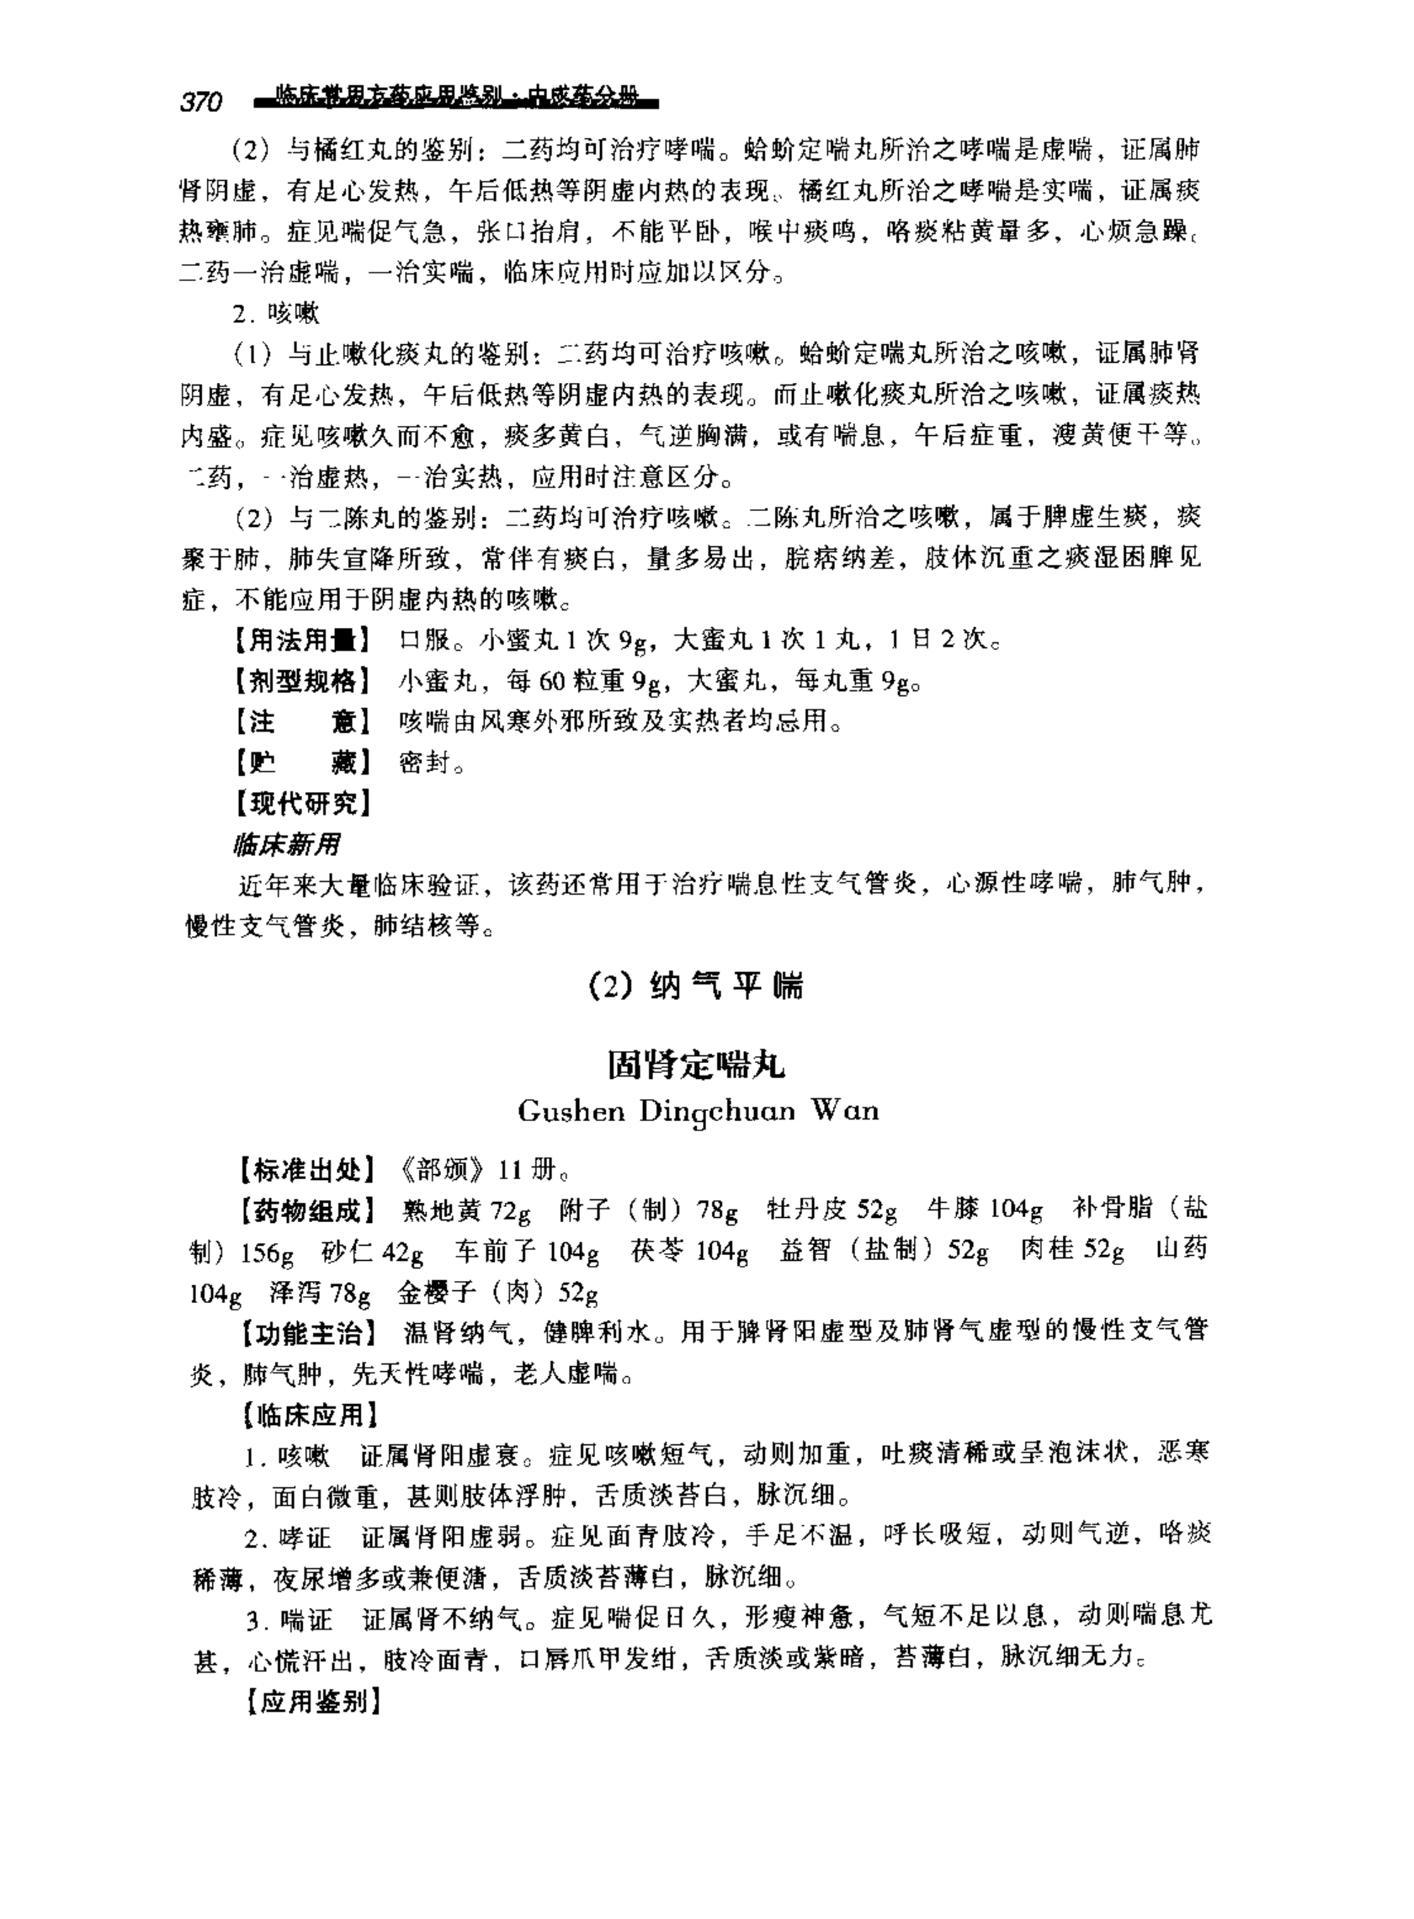 370 临床常用方药应用鉴别·中成药分册
(2) 与橘红丸的鉴别：二药均可治疗哮喘。蛤蚧定喘丸所治之哮喘是虚喘，证属肺
肾阴虚，有足心发热，午后低热等阴虚内热的表现。橘红丸所治之哮喘是实喘，证属痰
热壅肺。症见喘促气急，张口抬肩，不能平卧，喉中痰鸣，咯痰粘黄量多，心烦急躁。
二药一治虚喘，一治实喘，临床应用时应加以区分。
2. 咳嗽
(1) 与止嗽化痰丸的鉴别：二药均可治疗咳嗽。蛤蚧定喘丸所治之咳嗽，证属肺肾
阴虚，有足心发热，午后低热等阴虚内热的表现。而止嗽化痰丸所治之咳嗽，证属痰热
内盛。症见咳嗽久而不愈，痰多黄白，气逆胸满，或有喘息，午后症重，溲黄便干等。
二药，一治虚热，一治实热，应用时注意区分。
(2) 与二陈丸的鉴别：二药均可治疗咳嗽。二陈丸所治之咳嗽，属于脾虚生痰，痰
聚于肺，肺失宣降所致，常伴有痰白，量多易出，脘痞纳差，肢体沉重之痰湿困脾见
症，不能应用于阴虚内热的咳嗽。
【用法用量】 口服。小蜜丸1次9g，大蜜丸1次1丸，1日2次。
【剂型规格】 小蜜丸，每60粒重9g，大蜜丸，每丸重9g。
【注 意】 咳喘由风寒外邪所致及实热者均忌用。
【贮 藏】 密封。
【现代研究】
临床新用
近年来大量临床验证，该药还常用于治疗喘息性支气管炎，心源性哮喘，肺气肿，
慢性支气管炎，肺结核等。
(2) 纳气平喘
固肾定喘丸
Gushen Dingchuan Wan
【标准出处】《部颁》11册。
【药物组成】 熟地黄72g 附子（制）78g 牡丹皮52g 牛膝104g 补骨脂（盐
制）156g 砂仁42g 车前子104g 茯苓104g 益智（盐制）52g 肉桂52g 山药
104g 泽泻78g 金樱子（肉）52g
【功能主治】 温肾纳气，健脾利水。用于脾肾阳虚型及肺肾气虚型的慢性支气管
炎，肺气肿，先天性哮喘，老人虚喘。
【临床应用】
1. 咳嗽 证属肾阳虚衰。症见咳嗽短气，动则加重，吐痰清稀或呈泡沫状，恶寒
肢冷，面白微重，甚则肢体浮肿，舌质淡苔白，脉沉细。
2. 哮证 证属肾阳虚弱。症见面青肢冷，手足不温，呼长吸短，动则气逆，咯痰
稀薄，夜尿增多或兼便溏，舌质淡苔薄白，脉沉细。
3. 喘证 证属肾不纳气。症见喘促日久，形瘦神惫，气短不足以息，动则喘息尤
甚，心慌汗出，肢冷面青，口唇爪甲发绀，舌质淡或紫暗，苔薄白，脉沉细无力。
【应用鉴别】